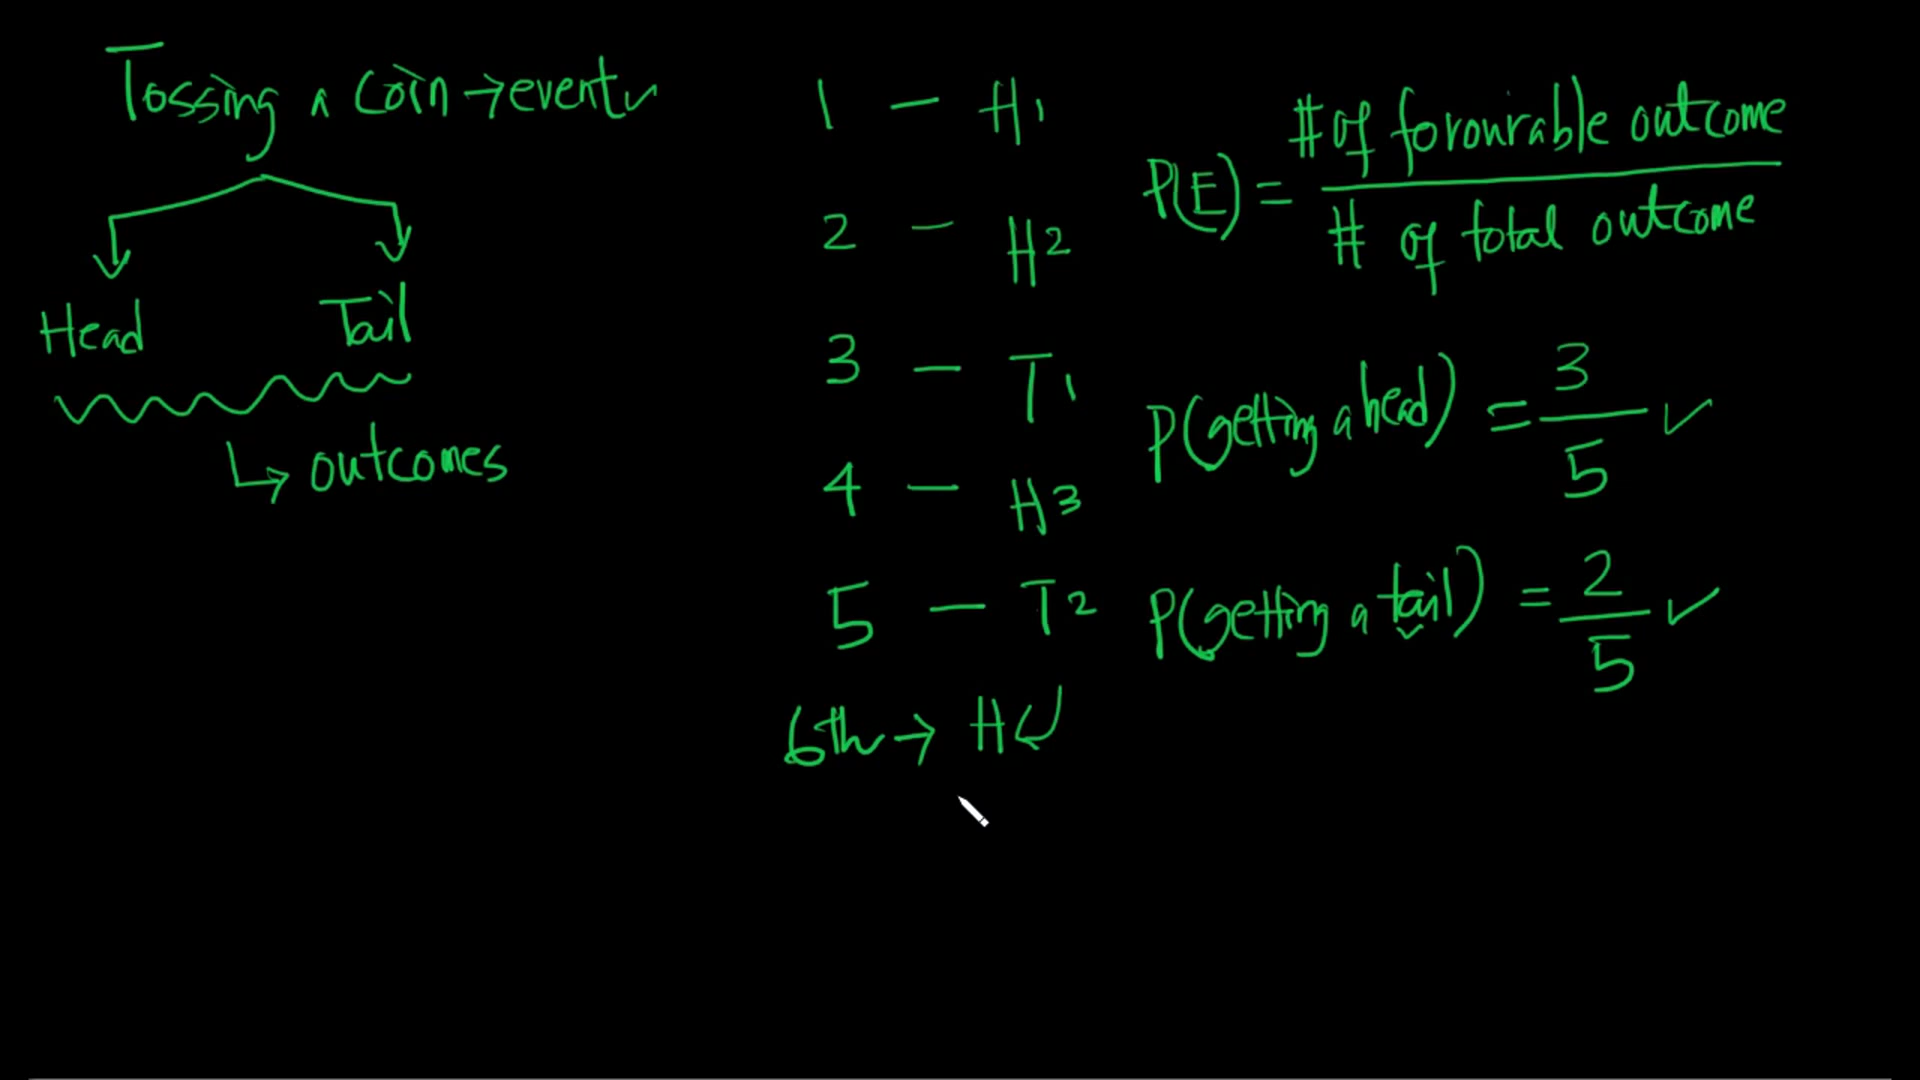 Tossing a Coin → event
Head
Tail
outcomes
1 - H1
2 - H2
3 - T1
4 - H3
5 - T2
6th → H
P(E) = # of forourable outcome / # of total outcome
P(getting a head) = 3/5 ✓
P(getting a tail) = 2/5 ✓